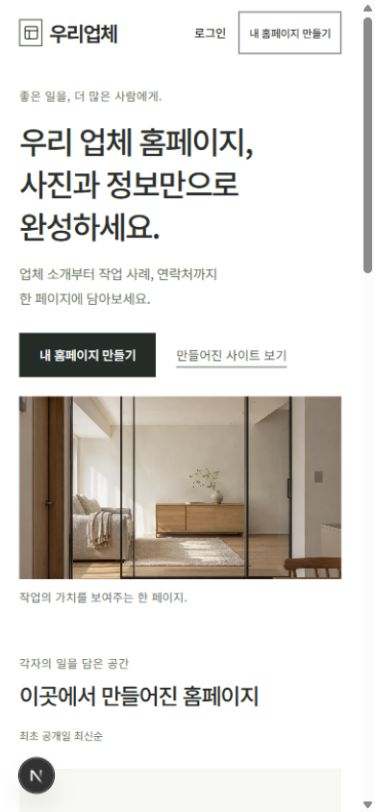 우리업체
로그인
내 홈페이지 만들기
좋은 일을, 더 많은 사람에게.
우리 업체 홈페이지,
사진과 정보만으로
완성하세요.
업체 소개부터 작업 사례, 연락처까지
한 페이지에 담아보세요.
내 홈페이지 만들기
만들어진 사이트 보기
작업의 가치를 보여주는 한 페이지.
각자의 일을 담은 공간
이곳에서 만들어진 홈페이지
최초 공개일 최신순
N